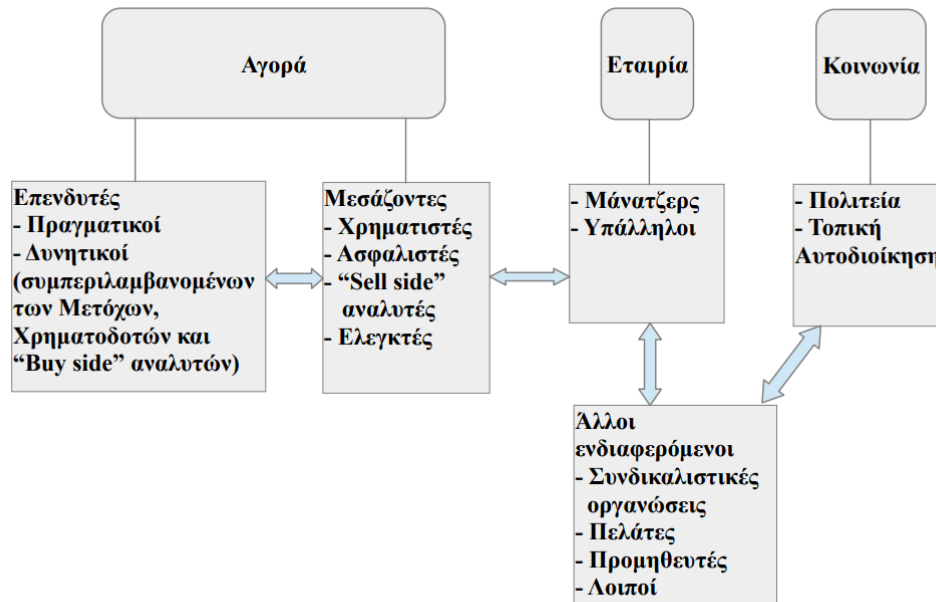 Αγορά
Εταιρία
Κοινωνία
Επενδυτές
- Πραγματικοί
- Δυνητικοί
(συμπεριλαμβανομένων
των Μετόχων,
Χρηματοδοτών και
“Buy side” αναλυτών)
Μεσάζοντες
- Χρηματιστές
- Ασφαλιστές
- “Sell side”
αναλυτές
- Ελεγκτές
- Μάνατζερς
- Υπάλληλοι
- Πολιτεία
- Τοπική
Αυτοδιοίκηση
Άλλοι
ενδιαφερόμενοι
- Συνδικαλιστικές
οργανώσεις
- Πελάτες
- Προμηθευτές
- Λοιποί